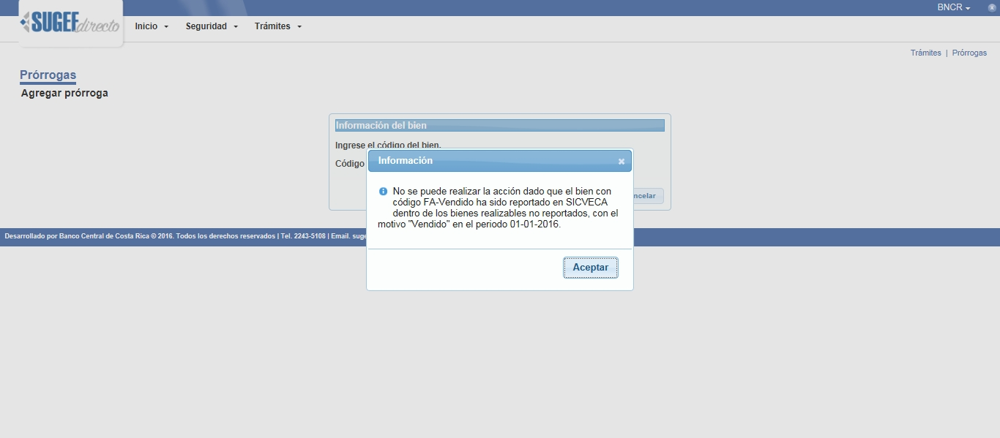 BNCR
SUGEF directo
Inicio
Seguridad
Trámites
Trámites | Prórrogas
Prórrogas
Agregar prórroga
Información del bien
Ingrese el código del bien.
Código
Información
No se puede realizar la acción dado que el bien con
código FA-Vendido ha sido reportado en SICVECA
dentro de los bienes realizables no reportados, con el
motivo "Vendido" en el periodo 01-01-2016.
ncelar
Aceptar
Desarrollado por Banco Central de Costa Rica © 2016. Todos los derechos reservados | Tel. 2243-5108 | Email. suge